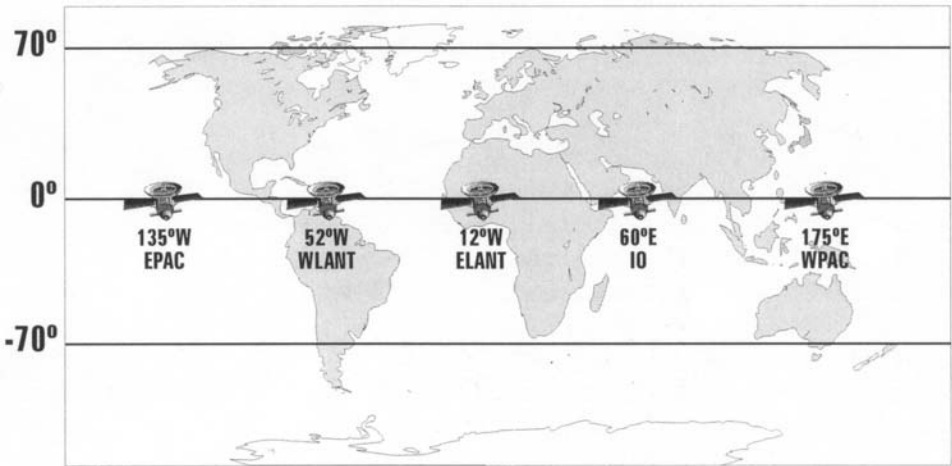 70º
0º
135ºW
EPAC
52ºW
WLANT
12ºW
ELANT
60ºE
IO
175ºE
WPAC
-70º